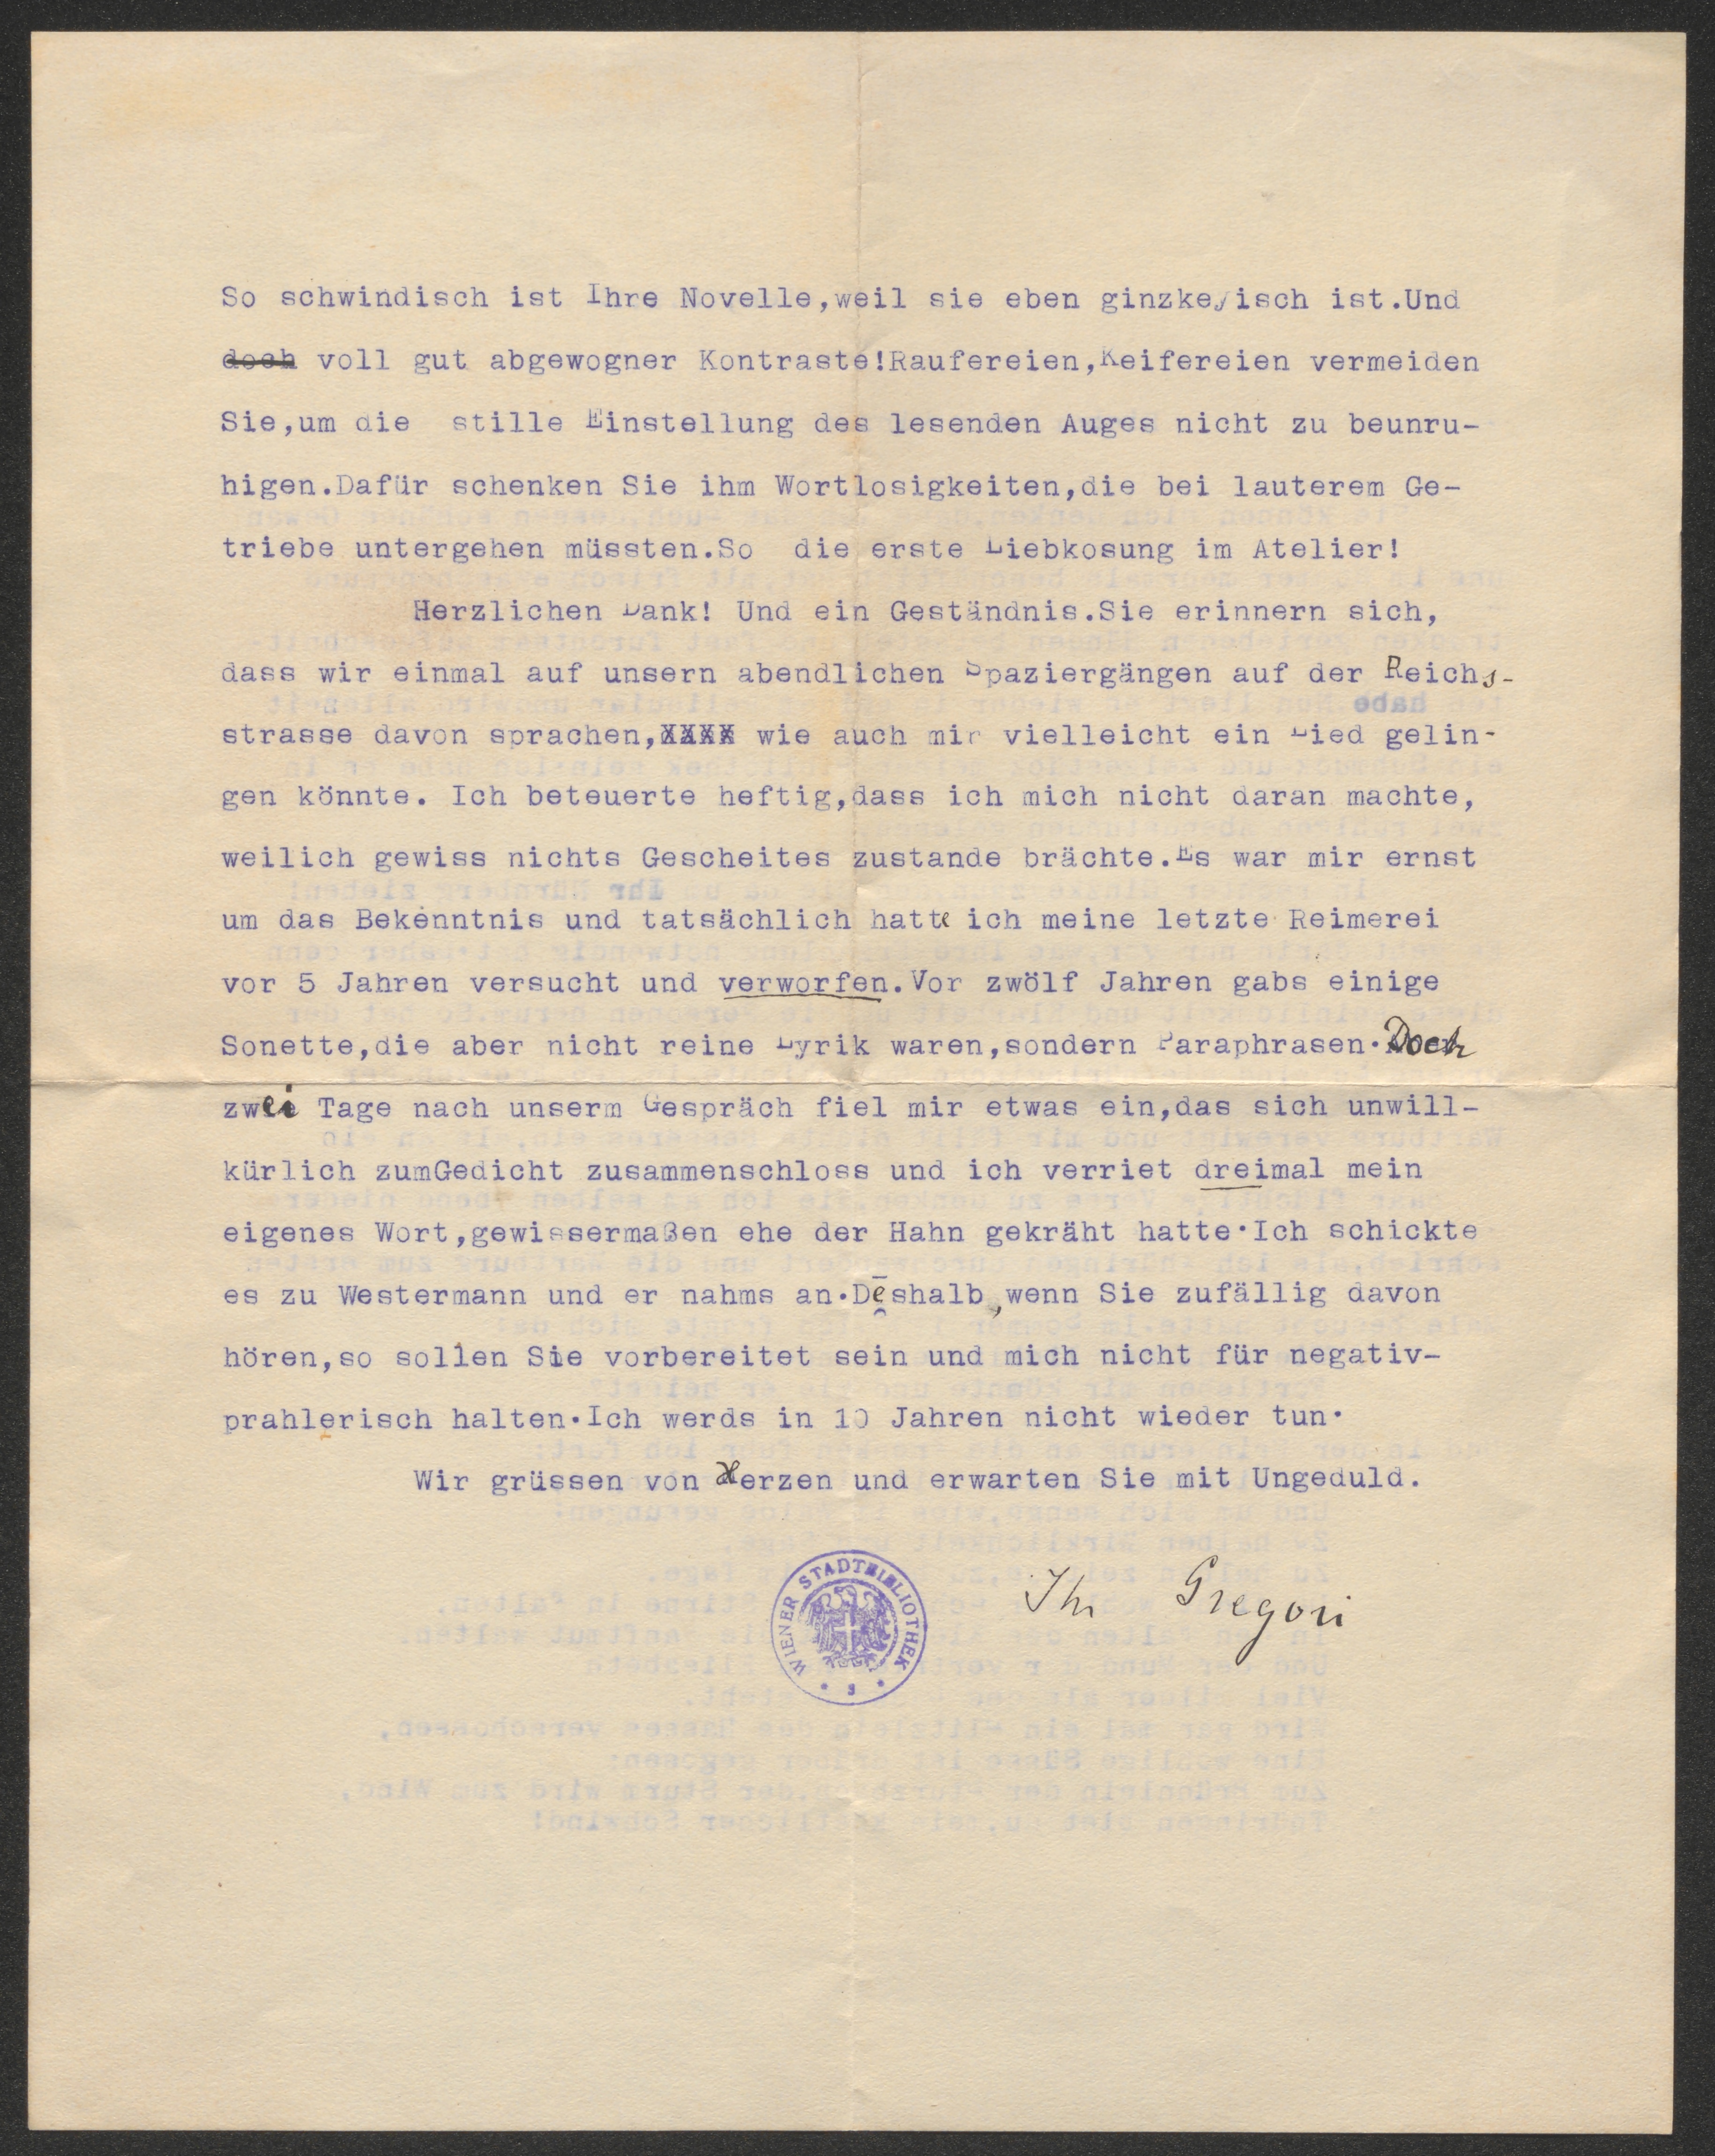 So schwindisch ist Ihre Novelle,weil sie eben ginzkeyisch ist.Und
doch voll gut abgewogner Kontraste!Raufereien,Keifereien vermeiden
Sie,um die stille Einstellung des lesenden Auges nicht zu beunru-
higen.Dafür schenken Sie ihm Wortlosigkeiten,die bei lauterem Ge-
triebe untergehen müssten.So die erste Liebkosung im Atelier!
Herzlichen Dank! Und ein Geständnis.Sie erinnern sich,
dass wir einmal auf unsern abendlichen Spaziergängen auf der Reichs-
strasse davon sprachen,XXXX wie auch mir vielleicht ein Lied gelin-
gen könnte. Ich beteuerte heftig,dass ich mich nicht daran machte,
weilich gewiss nichts Gescheites zustande brächte.Es war mir ernst
um das Bekenntnis und tatsächlich hatte ich meine letzte Reimerei
vor 5 Jahren versucht und verworfen.Vor zwölf Jahren gabs einige
Sonette,die aber nicht reine Lyrik waren,sondern Paraphrasen.Doch
zwei Tage nach unserm Gespräch fiel mir etwas ein,das sich unwill-
kürlich zumGedicht zusammenschloss und ich verriet dreimal mein
eigenes Wort,gewissermaßen ehe der Hahn gekräht hatte.Ich schickte
es zu Westermann und er nahms an.Deshalb,wenn Sie zufällig davon
hören,so sollen Sie vorbereitet sein und mich nicht für negativ-
prahlerisch halten.Ich werds in 10 Jahren nicht wieder tun.
Wir grüssen von Herzen und erwarten Sie mit Ungeduld.
Ihr Gregori
WIENER STADTBIBLIOTHEK